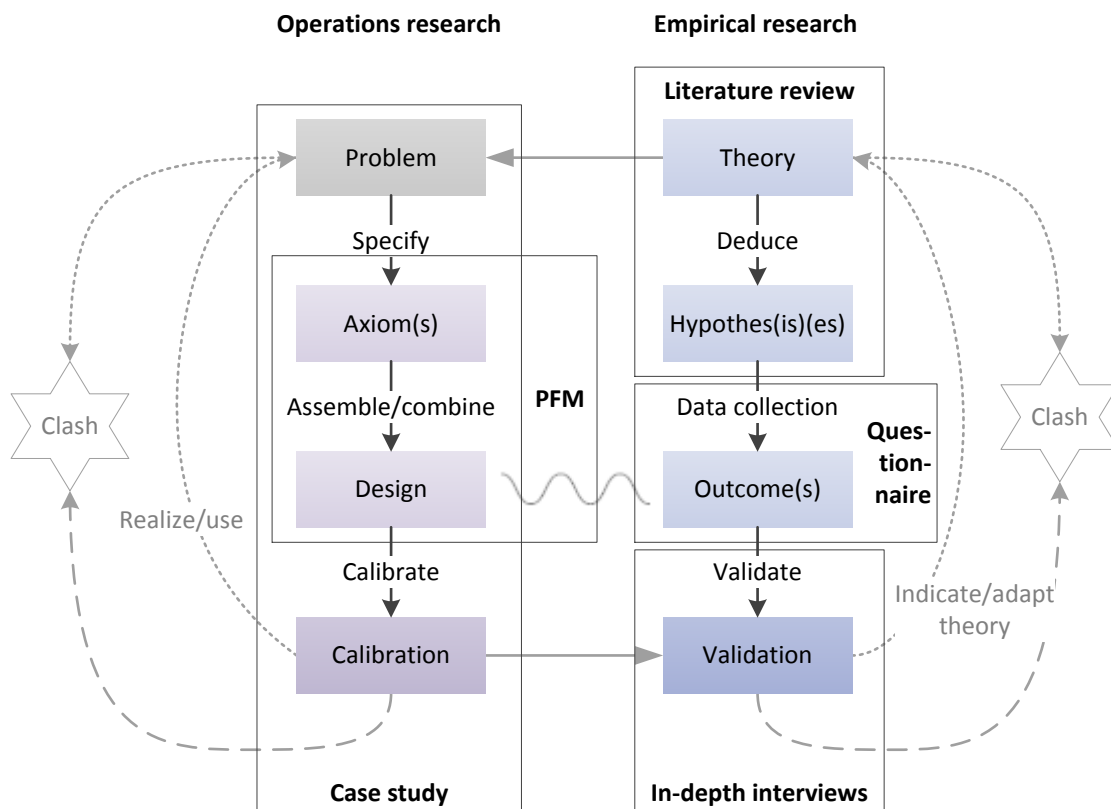 Operations research
Empirical research
Literature review
Problem
Theory
Specify
Deduce
Axiom(s)
Hypothes(is)(es)
PFM
Assemble/combine
Data collection
Clash
Clash
Ques-
tion-
naire
Design
Outcome(s)
Realize/use
Calibrate
Validate
Indicate/adapt
theory
Calibration
Validation
Case study
In-depth interviews